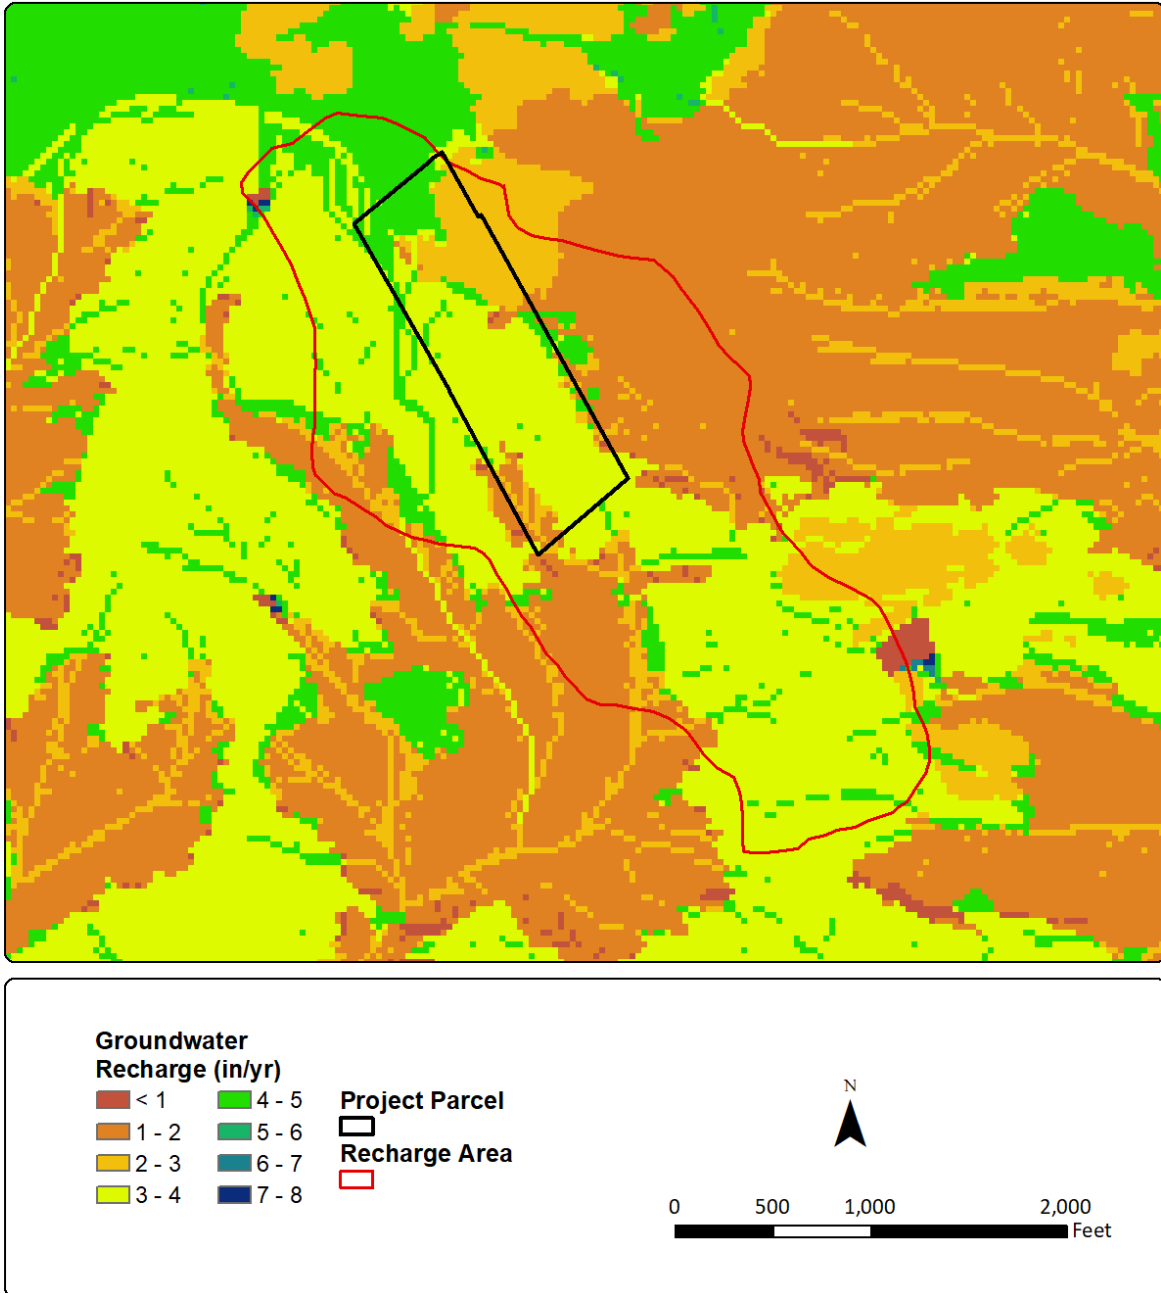 Groundwater
Recharge (in/yr)
< 1
1 - 2
2 - 3
3 - 4
4 - 5
5 - 6
6 - 7
7 - 8
Project Parcel
Recharge Area
N
0 500 1,000 2,000
Feet